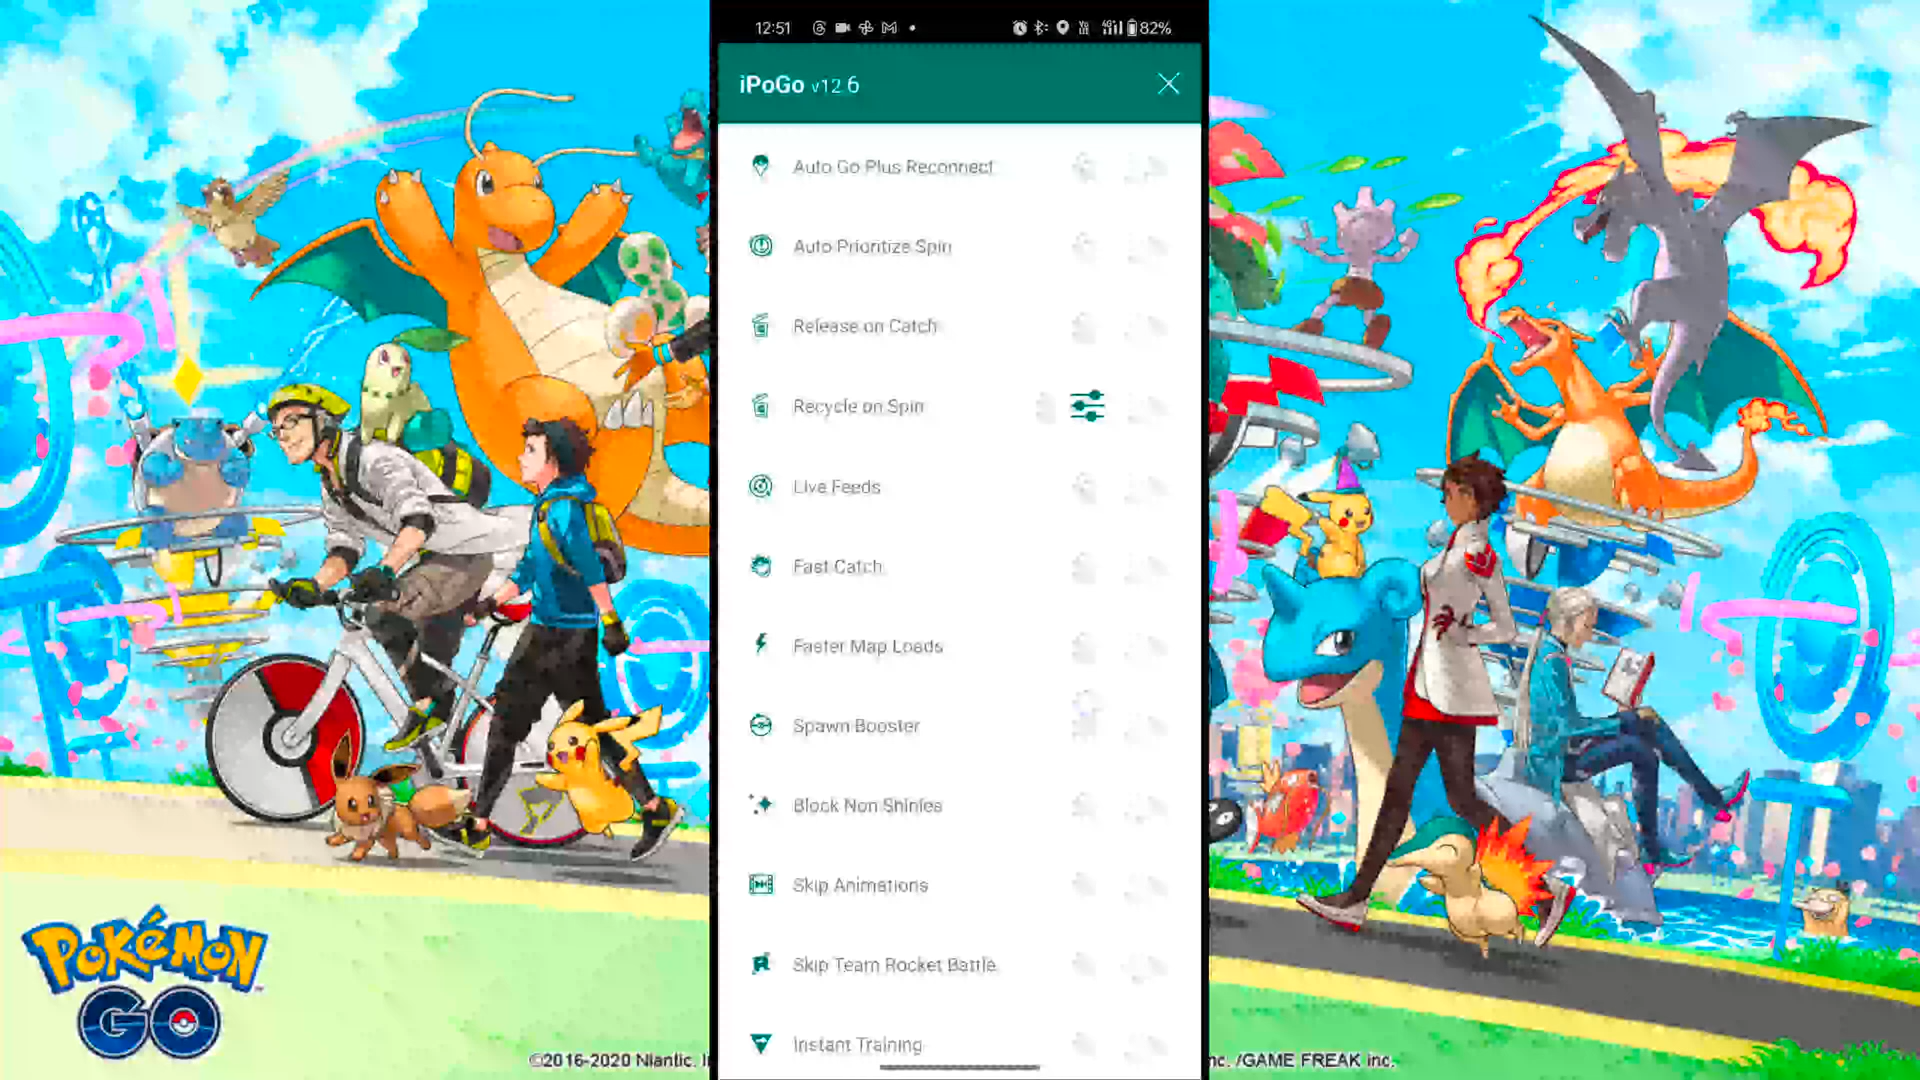 12:51
82%
iPoGo v12.6
Auto Go Plus Reconnect
Auto Prioritize Spin
Release on Catch
Recycle on Spin
Live Feeds
Fast Catch
Faster Map Loads
Spawn Booster
Block Non Shinies
Skip Animations
Skip Team Rocket Battle
Instant Training
POKéMON
GO
©2016-2020 Niantic, I
nc. /GAME FREAK inc.